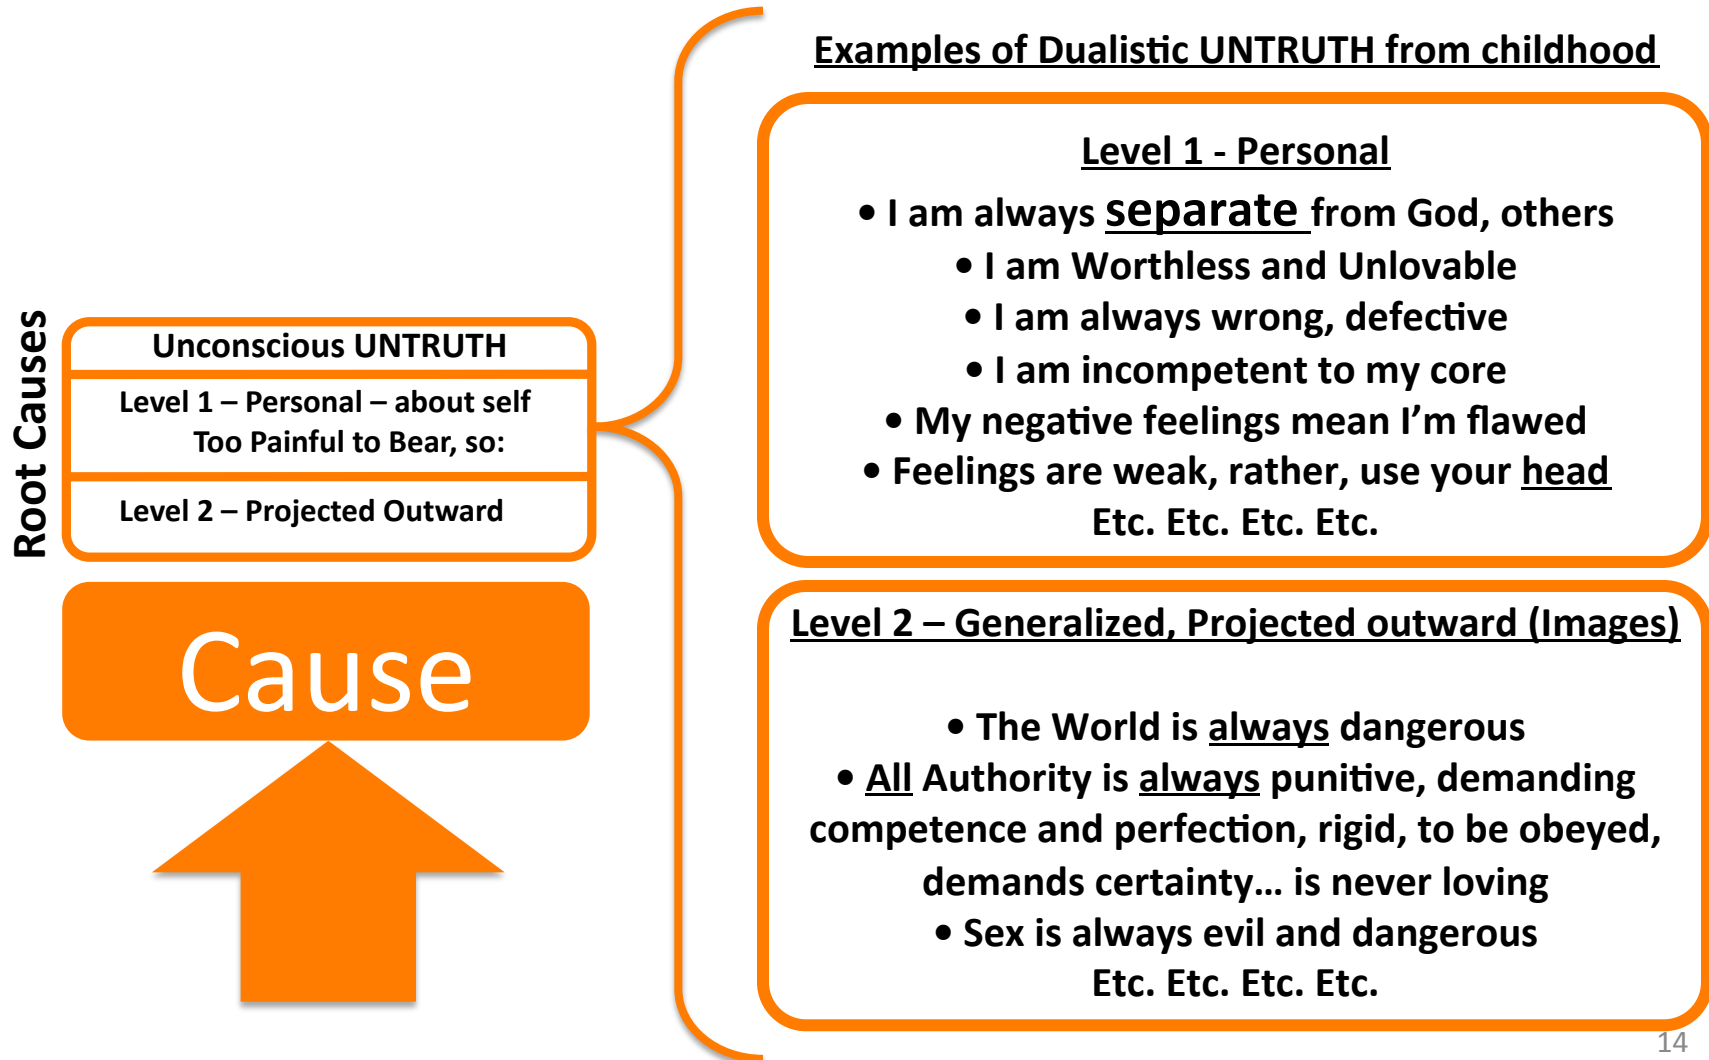 Root Causes
Unconscious UNTRUTH
Level 1 – Personal – about self
Too Painful to Bear, so:
Level 2 – Projected Outward
Cause
Examples of Dualistic UNTRUTH from childhood
Level 1 - Personal
• I am always separate from God, others
• I am Worthless and Unlovable
• I am always wrong, defective
• I am incompetent to my core
• My negative feelings mean I’m flawed
• Feelings are weak, rather, use your head
Etc. Etc. Etc. Etc.
Level 2 – Generalized, Projected outward (Images)
• The World is always dangerous
• All Authority is always punitive, demanding
competence and perfection, rigid, to be obeyed,
demands certainty… is never loving
• Sex is always evil and dangerous
Etc. Etc. Etc. Etc.
14